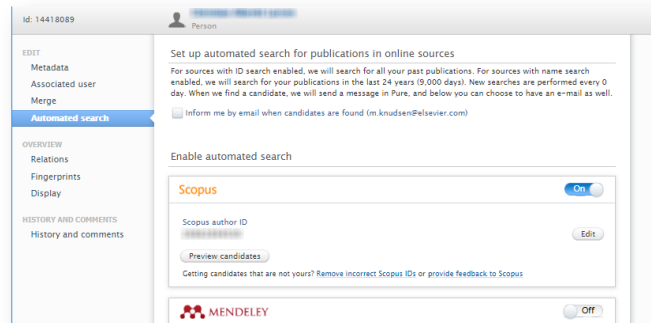 Id: 14418089
Person
EDIT
Metadata
Associated user
Merge
Automated search
OVERVIEW
Relations
Fingerprints
Display
HISTORY AND COMMENTS
History and comments
Set up automated search for publications in online sources
For sources with ID search enabled, we will search for all your past publications. For sources with name search
enabled, we will search for your publications in the last 24 years (9,000 days). New searches are performed every 0
day. When we find a candidate, we will send a message in Pure, and below you can choose to have an e-mail as well.
Inform me by email when candidates are found (m.knudsen@elsevier.com)
Enable automated search
Scopus On
Scopus author ID
Edit
Preview candidates
Getting candidates that are not yours? Remove incorrect Scopus IDs or provide feedback to Scopus
MENDELEY Off